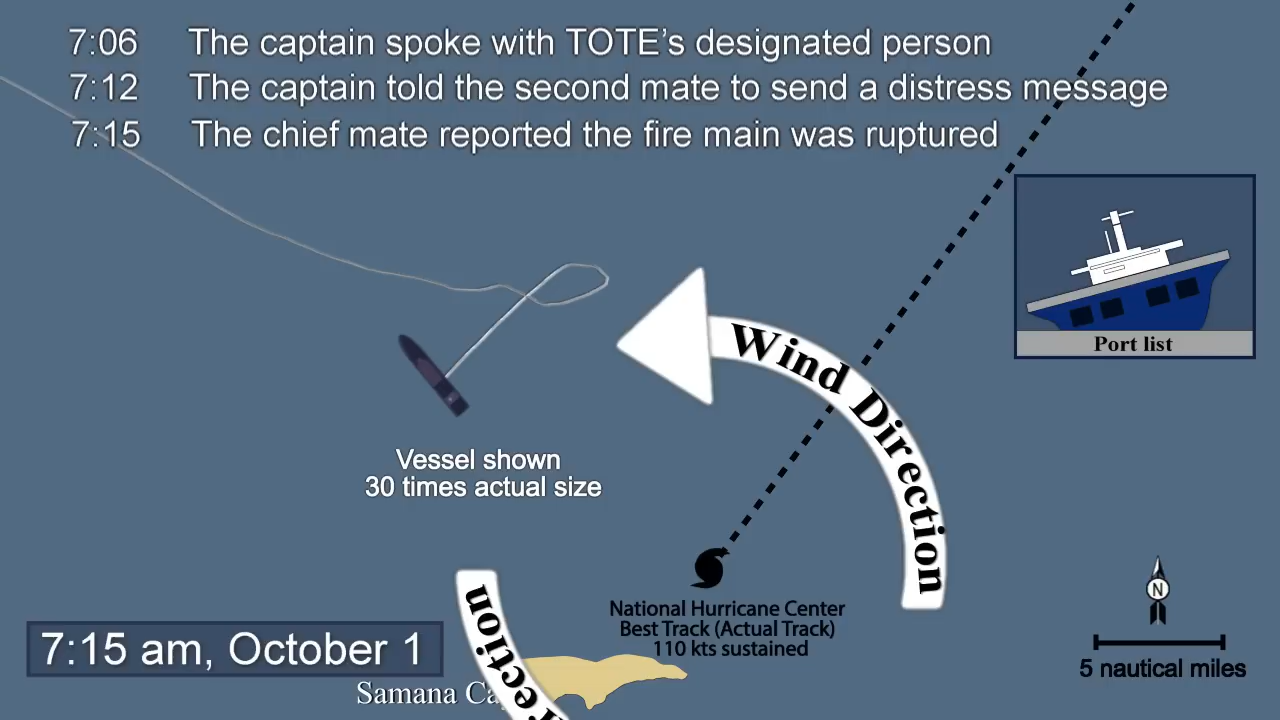 7:06 The captain spoke with TOTE's designated person
7:12 The captain told the second mate to send a distress message
7:15 The chief mate reported the fire main was ruptured
Port list
Wind Direction
Vessel shown
30 times actual size
National Hurricane Center
Best Track (Actual Track)
110 kts sustained
N
5 nautical miles
7:15 am, October 1
Samana